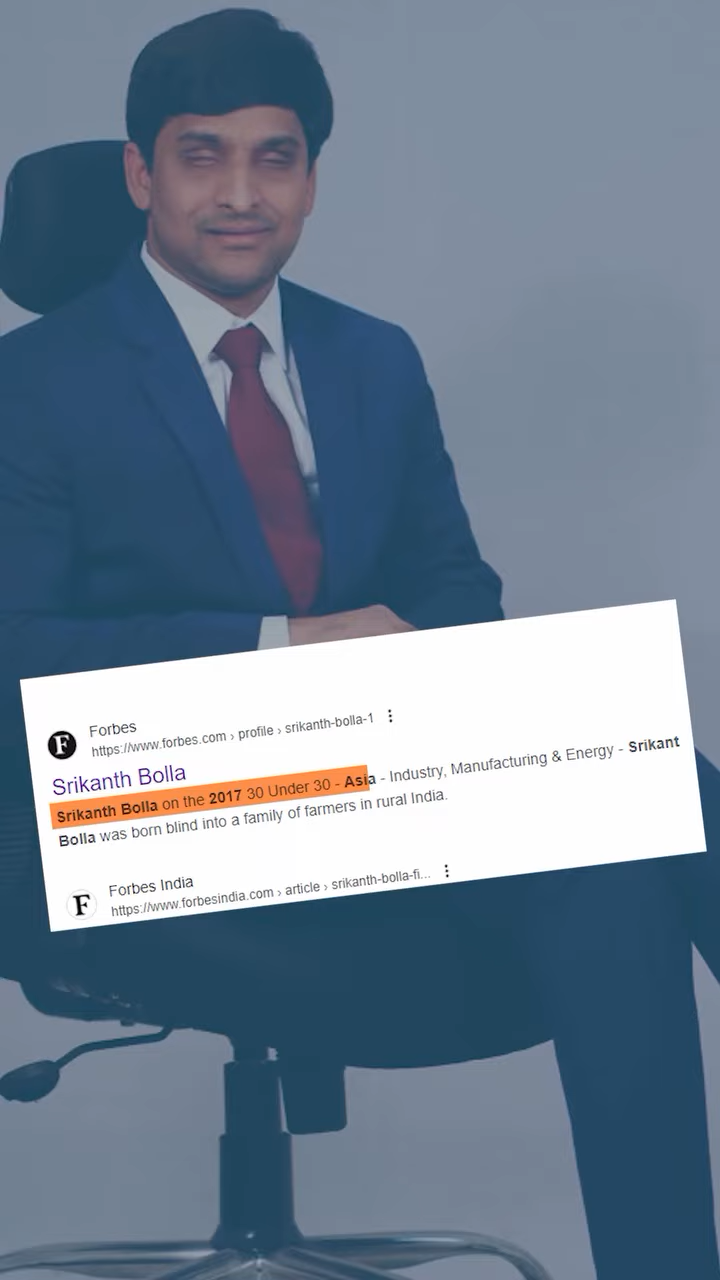 Forbes
https://www.forbes.com › profile › srikanth-bolla-1
Srikanth Bolla
Srikanth Bolla on the 2017 30 Under 30 - Asia - Industry, Manufacturing & Energy - Srikant
Bolla was born blind into a family of farmers in rural India.
Forbes India
https://www.forbesindia.com › article › srikanth-bolla-fi...